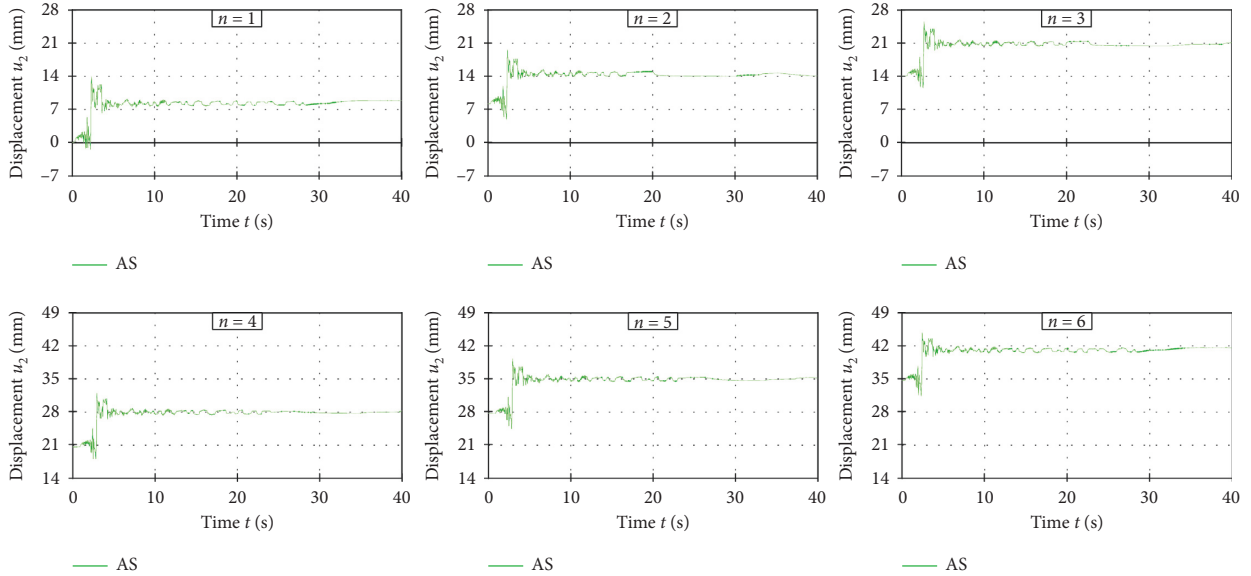 Displacement u₂ (mm)
28
21
14
7
0
–7
n = 1
0
10
20
30
40
Time t (s)
AS
Displacement u₂ (mm)
28
21
14
7
0
–7
n = 2
0
10
20
30
40
Time t (s)
AS
Displacement u₂ (mm)
28
21
14
7
0
–7
n = 3
0
10
20
30
40
Time t (s)
AS
Displacement u₂ (mm)
49
42
35
28
21
14
n = 4
0
10
20
30
40
Time t (s)
AS
Displacement u₂ (mm)
49
42
35
28
21
14
n = 5
0
10
20
30
40
Time t (s)
AS
Displacement u₂ (mm)
49
42
35
28
21
14
n = 6
0
10
20
30
40
Time t (s)
AS